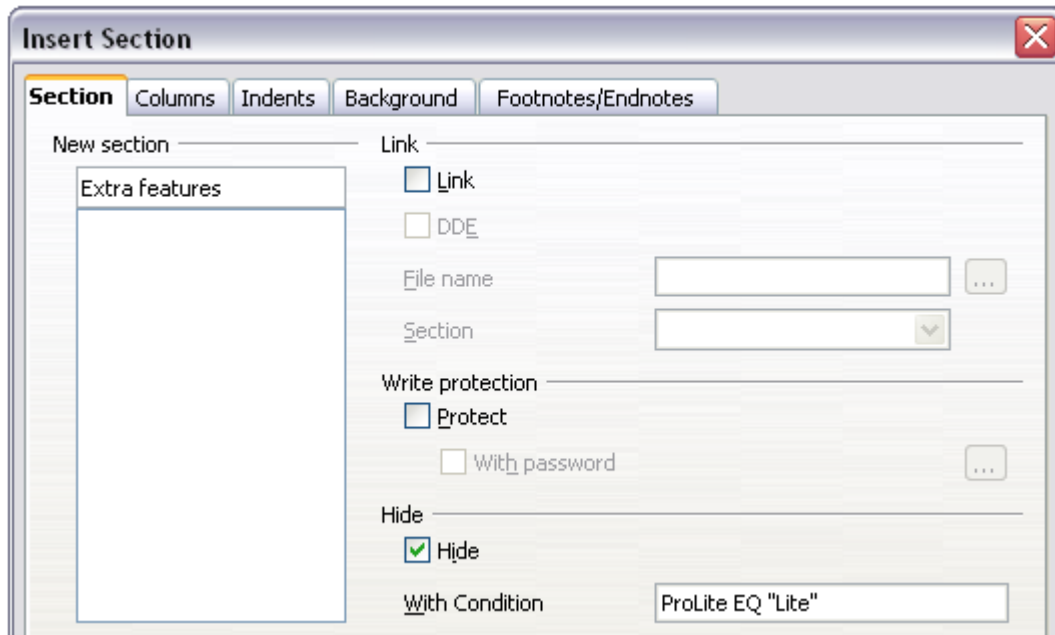 Insert Section
Section Columns Indents Background Footnotes/Endnotes
New section
Extra features
Link
Link
DDE
File name ...
Section
Write protection
Protect
With password ...
Hide
Hide
With Condition ProLite EQ "Lite"